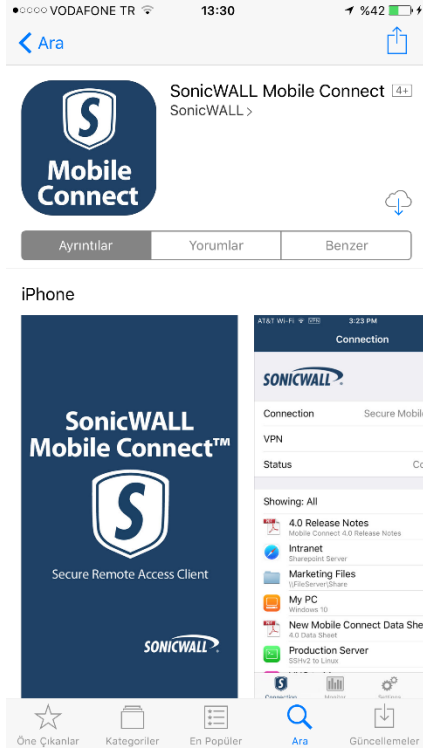 VODAFONE TR 13:30 %42
Ara
SonicWALL Mobile Connect 4+
SonicWALL >
S
Mobile
Connect
Ayrıntılar Yorumlar Benzer
iPhone
SonicWALL
Mobile Connect™
S
Secure Remote Access Client
SONICWALL
AT&T Wi-Fi VPN 3:23 PM
Connection
SONICWALL
Connection Secure Mobil
VPN
Status Co
Showing: All
4.0 Release Notes
Mobile Connect 4.0 Release Notes
Intranet
Sharepoint Server
Marketing Files
\\FileServer\Share
My PC
Windows 10
New Mobile Connect Data She
4.0 Data Sheet
Production Server
SSHv2 to Linux
S
Connection Monitor Settings
Öne Çıkanlar Kategoriler En Popüler Ara Güncellemeler